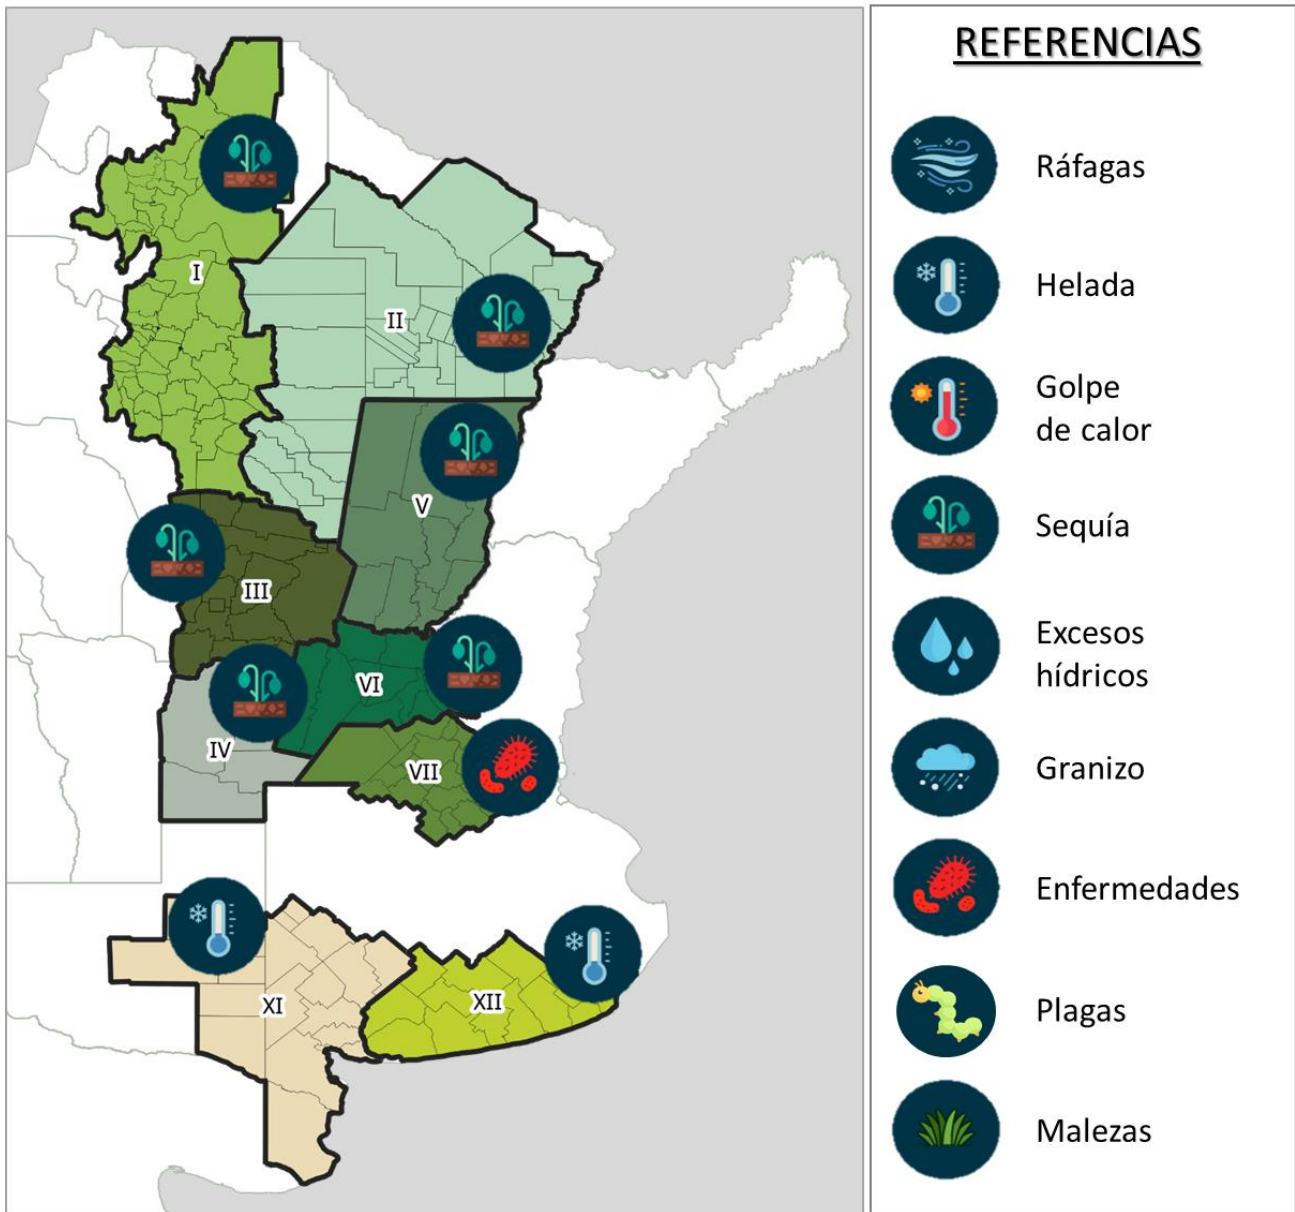 REFERENCIAS
Ráfagas
Helada
Golpe
de calor
Sequía
Excesos
hídricos
Granizo
Enfermedades
Plagas
Malezas
I
II
V
III
VI
IV
VII
XI
XII